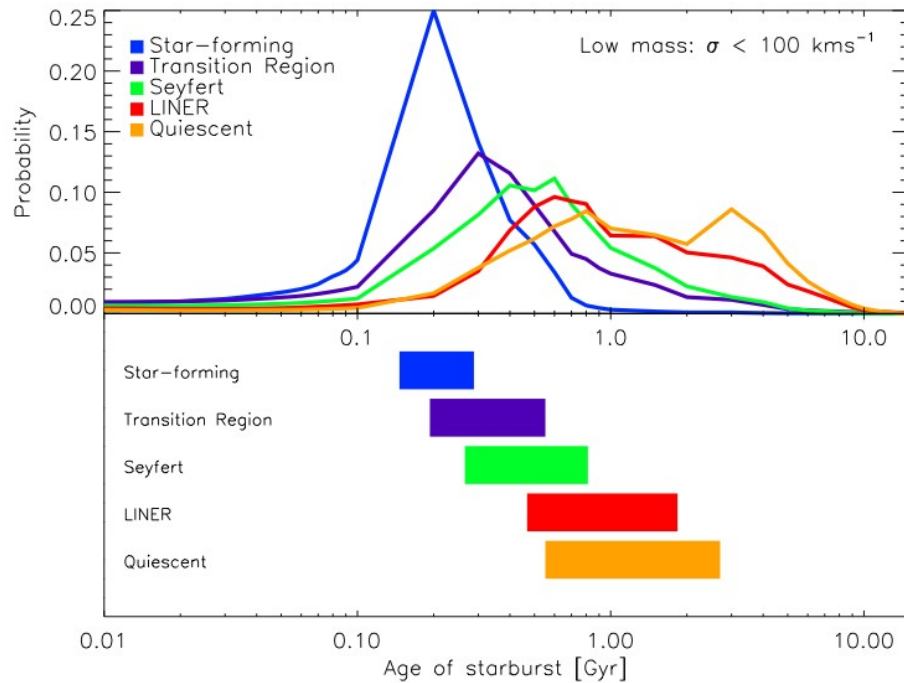 0.25
0.20
0.15
0.10
0.05
0.00
Probability
Star-forming
Transition Region
Seyfert
LINER
Quiescent
Low mass: σ < 100 kms⁻¹
0.1 1.0 10.0
Star-forming
Transition Region
Seyfert
LINER
Quiescent
0.01 0.10 1.00 10.00
Age of starburst [Gyr]